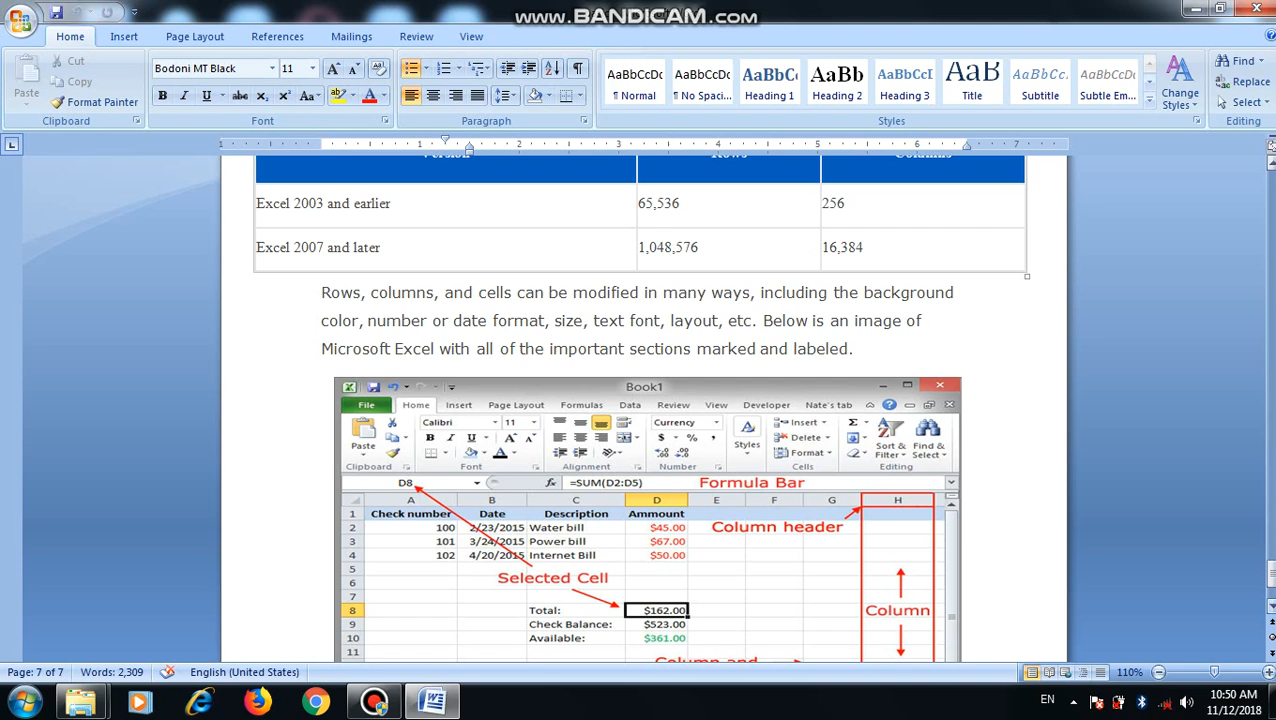 www.BANDICAM.com
Home Insert Page Layout References Mailings Review View
Paste Cut Copy Format Painter Clipboard
Bodoni MT Black 11 Font
Paragraph
AaBbCcDc ¶ Normal
AaBbCcDc ¶ No Spaci...
AaBbCc Heading 1
AaBb Heading 2
AaBbCcI Heading 3
AaB Title
AaBbCcI Subtitle
AaBbCcDc Subtle Em...
Change Styles
Styles
Find Replace Select Editing
Version Rows Columns
Excel 2003 and earlier 65,536 256
Excel 2007 and later 1,048,576 16,384
Rows, columns, and cells can be modified in many ways, including the background
color, number or date format, size, text font, layout, etc. Below is an image of
Microsoft Excel with all of the important sections marked and labeled.
Book1
File Home Insert Page Layout Formulas Data Review View Developer Nate's tab
Paste Calibri 11 Currency Styles Insert Delete Format Sort & Filter Find & Select
Clipboard Font Alignment Number Cells Editing
D8 fx =SUM(D2:D5) Formula Bar
A B C D E F G H
1 Check number Date Description Ammount
2 100 2/23/2015 Water bill $45.00 Column header
3 101 3/24/2015 Power bill $67.00
4 102 4/20/2015 Internet Bill $50.00
5
6 Selected Cell
7
8 Total: $162.00 Column
9 Check Balance: $523.00
10 Available: $361.00
11
Column and
Page: 7 of 7 Words: 2,309 English (United States) 110%
EN 10:50 AM
11/12/2018